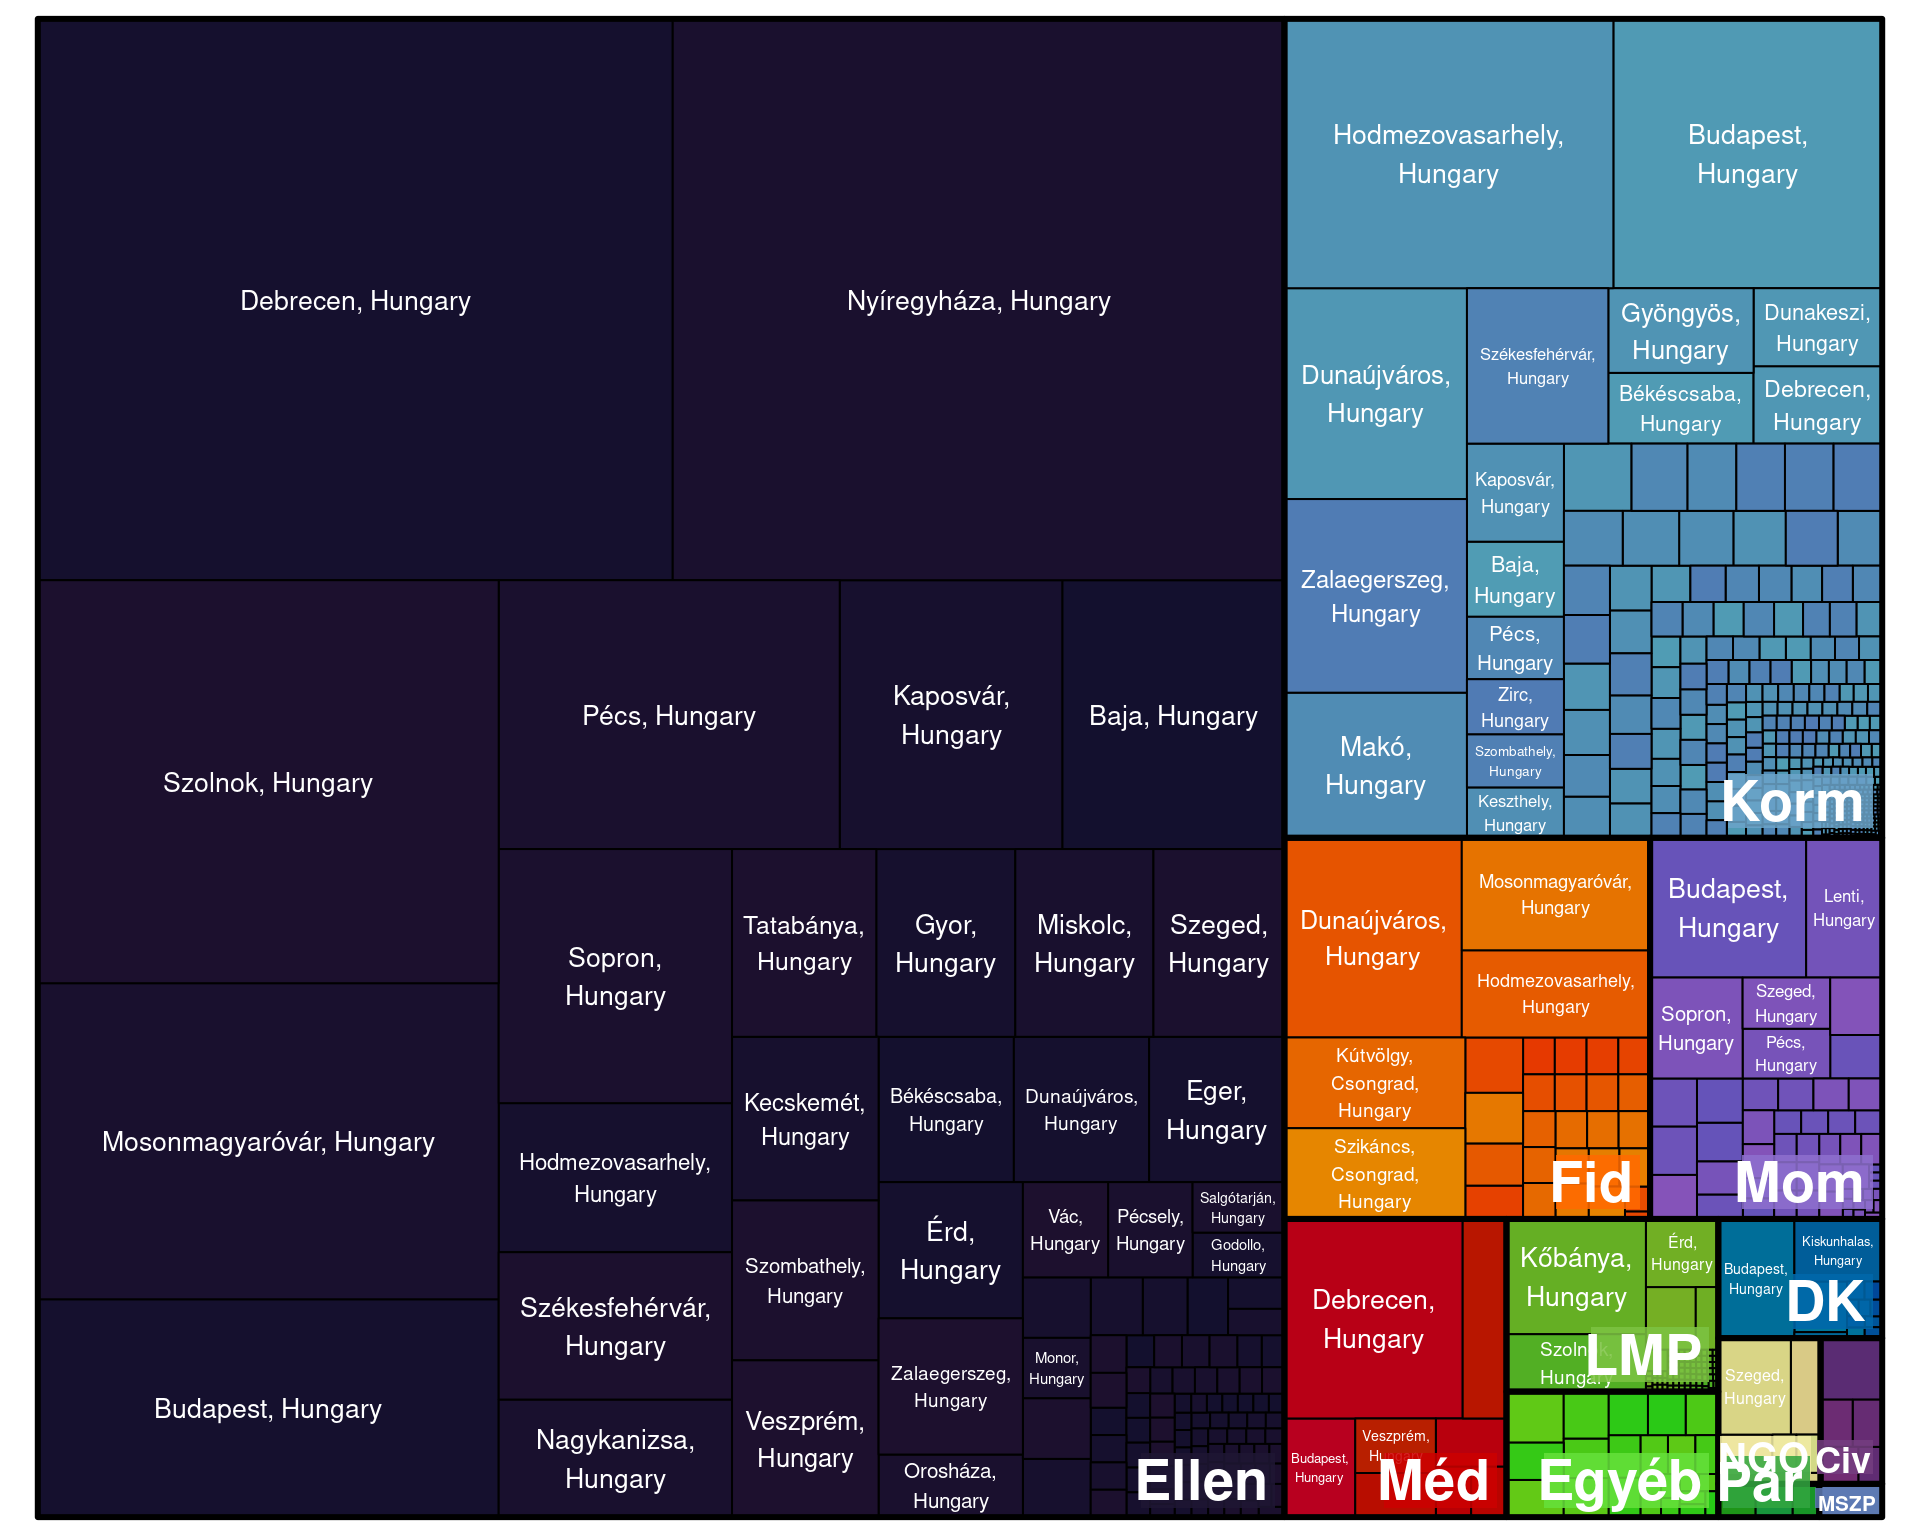 Debrecen, Hungary
Nyíregyháza, Hungary
Szolnok, Hungary
Mosonmagyaróvár, Hungary
Budapest, Hungary
Pécs, Hungary
Kaposvár,
Hungary
Baja, Hungary
Sopron,
Hungary
Hodmezovasarhely,
Hungary
Székesfehérvár,
Hungary
Nagykanizsa,
Hungary
Tatabánya,
Hungary
Gyor,
Hungary
Miskolc,
Hungary
Szeged,
Hungary
Kecskemét,
Hungary
Szombathely,
Hungary
Veszprém,
Hungary
Békéscsaba,
Hungary
Dunaújváros,
Hungary
Eger,
Hungary
Érd,
Hungary
Zalaegerszeg,
Hungary
Orosháza,
Hungary
Vác,
Hungary
Pécsely,
Hungary
Salgótarján,
Hungary
Godollo,
Hungary
Monor,
Hungary
Ellen
Hodmezovasarhely,
Hungary
Budapest,
Hungary
Dunaújváros,
Hungary
Zalaegerszeg,
Hungary
Makó,
Hungary
Székesfehérvár,
Hungary
Gyöngyös,
Hungary
Békéscsaba,
Hungary
Dunakeszi,
Hungary
Debrecen,
Hungary
Kaposvár,
Hungary
Baja,
Hungary
Pécs,
Hungary
Zirc,
Hungary
Szombathely,
Hungary
Keszthely,
Hungary
Korm
Dunaújváros,
Hungary
Mosonmagyaróvár,
Hungary
Hodmezovasarhely,
Hungary
Kútvölgy,
Csongrad,
Hungary
Szikáncs,
Csongrad,
Hungary
Fid
Budapest,
Hungary
Lenti,
Hungary
Sopron,
Hungary
Szeged,
Hungary
Pécs,
Hungary
Mom
Debrecen,
Hungary
Budapest,
Hungary
Veszprém,
Hungary
Méd
Kőbánya,
Hungary
Érd,
Hungary
Szolnok,
Hungary
LMP
Egyéb
Budapest,
Hungary
Kiskunhalas,
Hungary
DK
Szeged,
Hungary
NGO
Civ
Pár
MSZP